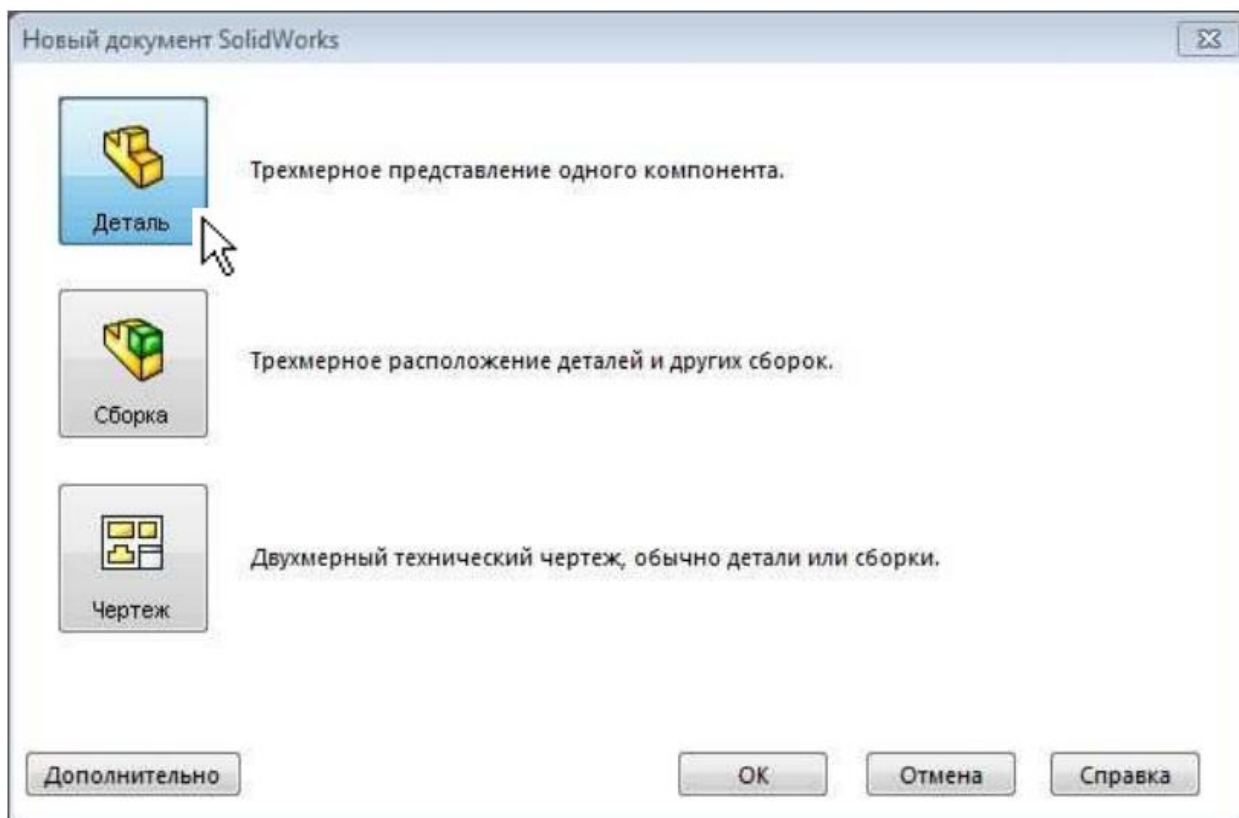 Новый документ SolidWorks
Деталь
Трехмерное представление одного компонента.
Сборка
Трехмерное расположение деталей и других сборок.
Чертеж
Двухмерный технический чертеж, обычно детали или сборки.
Дополнительно
ОК
Отмена
Справка